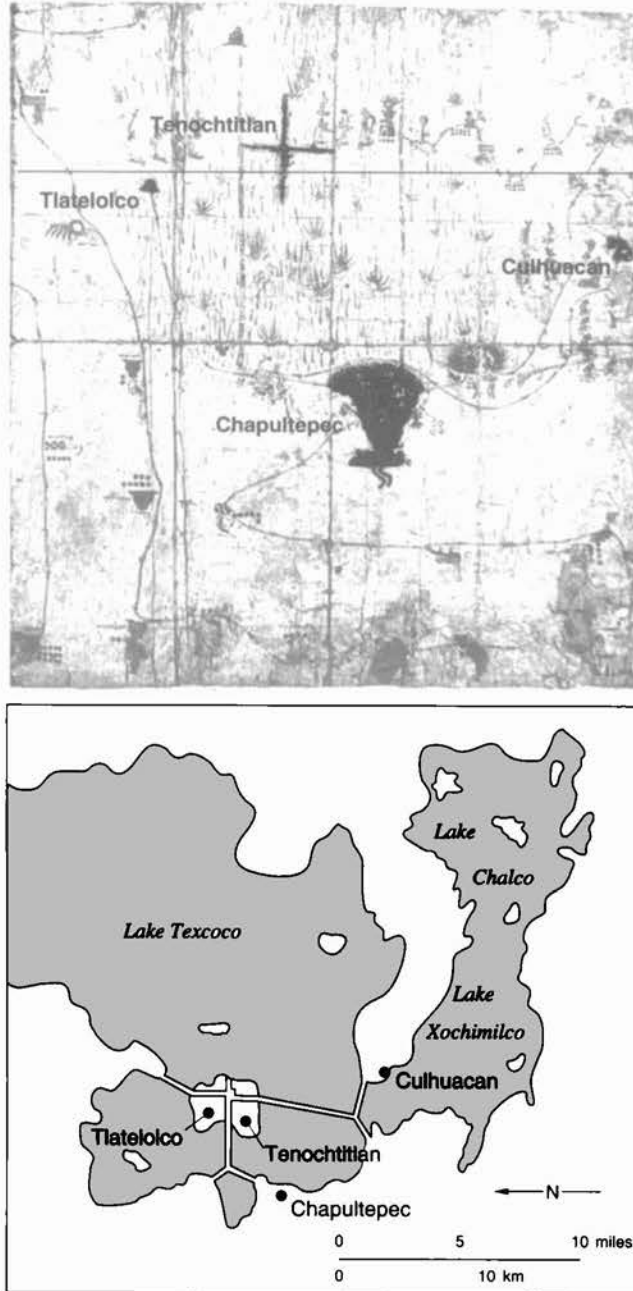 Tenochtitlan
Tlatelolco
Culhuacan
Chapultepec
Lake
Chalco
Lake Texcoco
Lake
Xochimilco
Culhuacan
Tlatelolco
Tenochtitlan
N
Chapultepec
0 5 10 miles
0 10 km